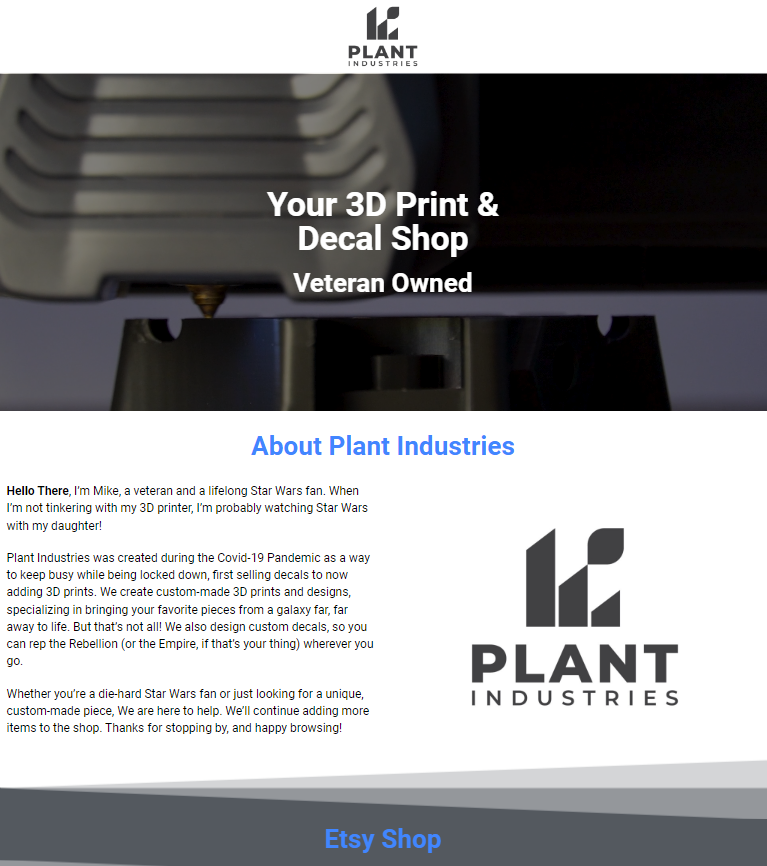 PLANT
INDUSTRIES
Your 3D Print &
Decal Shop
Veteran Owned
About Plant Industries
Hello There, I'm Mike, a veteran and a lifelong Star Wars fan. When
I'm not tinkering with my 3D printer, I'm probably watching Star Wars
with my daughter!
Plant Industries was created during the Covid-19 Pandemic as a way
to keep busy while being locked down, first selling decals to now
adding 3D prints. We create custom-made 3D prints and designs,
specializing in bringing your favorite pieces from a galaxy far, far
away to life. But that's not all! We also design custom decals, so you
can rep the Rebellion (or the Empire, if that's your thing) wherever you
go.
Whether you're a die-hard Star Wars fan or just looking for a unique,
custom-made piece, We are here to help. We'll continue adding more
items to the shop. Thanks for stopping by, and happy browsing!
PLANT
INDUSTRIES
Etsy Shop